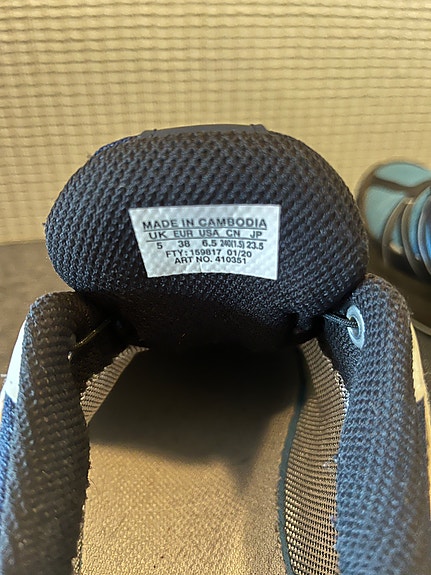 MADE IN CAMBODIA
UK EUR USA CN JP
5 38 6.5 240(1.5) 23.5
FTY: 159817 01/20
ART NO. 410351